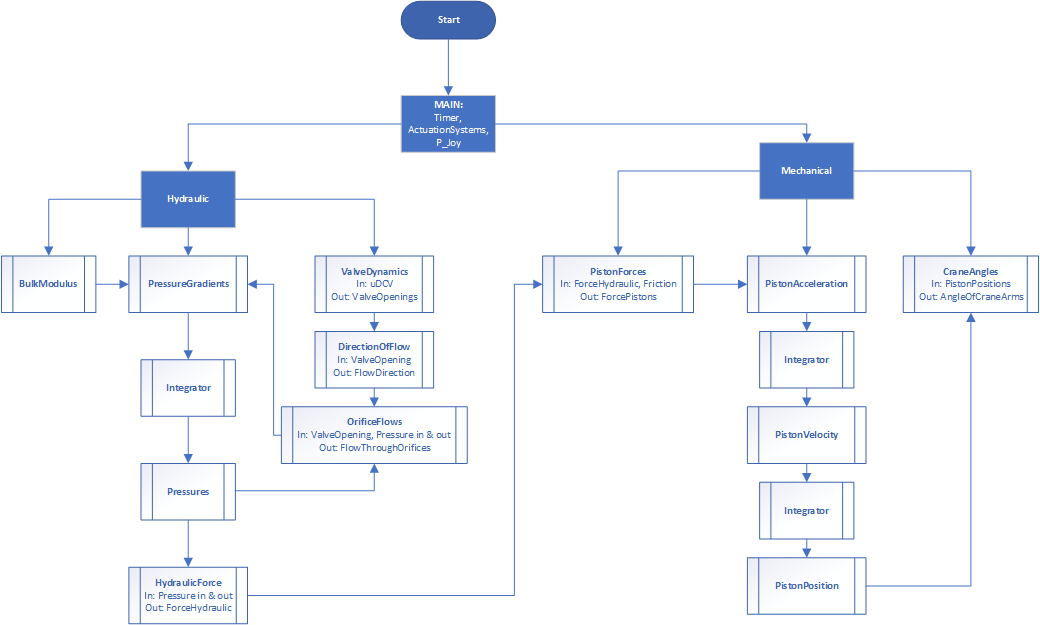 Start
MAIN:
Timer,
ActuationSystems,
P_Joy
Hydraulic
Mechanical
BulkModulus
PressureGradients
ValveDynamics
In: uDCV
Out: ValveOpenings
PistonForces
In: ForceHydraulic, Friction
Out: ForcePistons
PistonAcceleration
CraneAngles
In: PistonPositions
Out: AngleOfCraneArms
DirectionOfFlow
In: ValveOpening
Out: FlowDirection
Integrator
Integrator
OrificeFlows
In: ValveOpening, Pressure in & out
Out: FlowThroughOrifices
PistonVelocity
Pressures
Integrator
HydraulicForce
In: Pressure in & out
Out: ForceHydraulic
PistonPosition